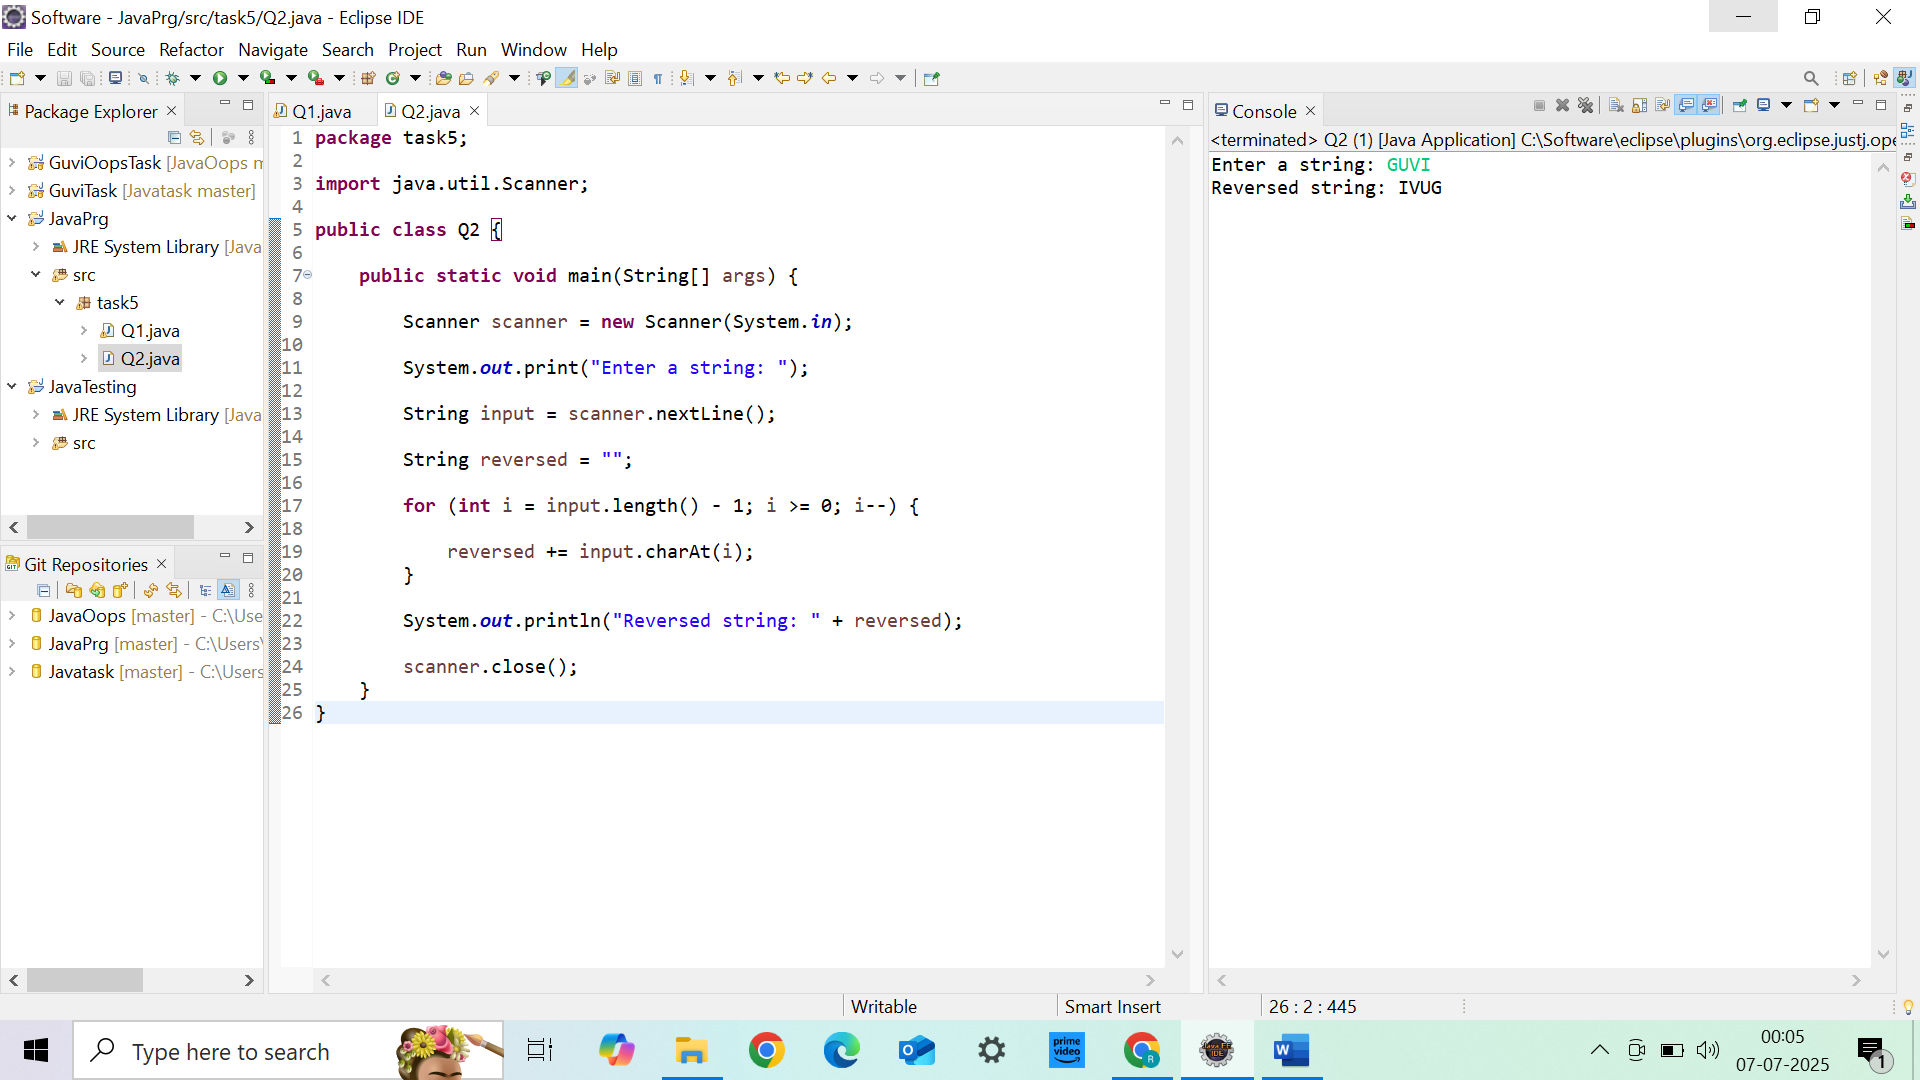 Software - JavaPrg/src/task5/Q2.java - Eclipse IDE
File Edit Source Refactor Navigate Search Project Run Window Help
Package Explorer
GuviOopsTask [JavaOops m
GuviTask [Javatask master]
JavaPrg
JRE System Library [Java
src
task5
Q1.java
Q2.java
JavaTesting
JRE System Library [Java
src
Git Repositories
JavaOops [master] - C:\Use
JavaPrg [master] - C:\Users\
Javatask [master] - C:\Users
Q1.java Q2.java
1 package task5;
2
3 import java.util.Scanner;
4
5 public class Q2 {
6
7 public static void main(String[] args) {
8
9 Scanner scanner = new Scanner(System.in);
10
11 System.out.print("Enter a string: ");
12
13 String input = scanner.nextLine();
14
15 String reversed = "";
16
17 for (int i = input.length() - 1; i >= 0; i--) {
18
19 reversed += input.charAt(i);
20 }
21
22 System.out.println("Reversed string: " + reversed);
23
24 scanner.close();
25 }
26 }
Console
<terminated> Q2 (1) [Java Application] C:\Software\eclipse\plugins\org.eclipse.justj.ope
Enter a string: GUVI
Reversed string: IVUG
Writable Smart Insert 26 : 2 : 445
Type here to search
prime video
00:05
07-07-2025
1